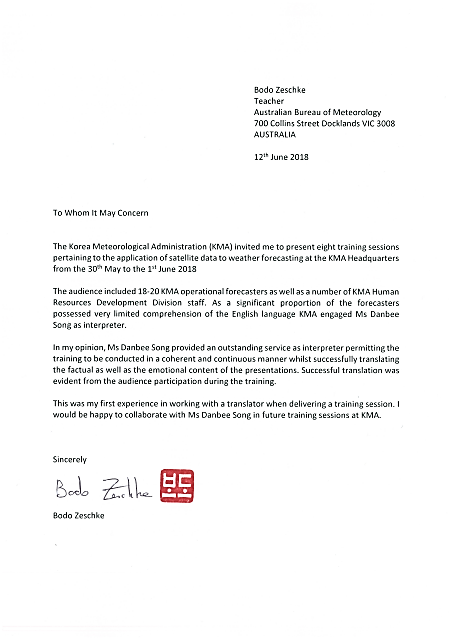 Bodo Zeschke
Teacher
Australian Bureau of Meteorology
700 Collins Street Docklands VIC 3008
AUSTRALIA
12th June 2018
To Whom It May Concern
The Korea Meteorological Administration (KMA) invited me to present eight training sessions
pertaining to the application of satellite data to weather forecasting at the KMA Headquarters
from the 30th May to the 1st June 2018
The audience included 18-20 KMA operational forecasters as well as a number of KMA Human
Resources Development Division staff. As a significant proportion of the forecasters
possessed very limited comprehension of the English language KMA engaged Ms Danbee
Song as interpreter.
In my opinion, Ms Danbee Song provided an outstanding service as interpreter permitting the
training to be conducted in a coherent and continuous manner whilst successfully translating
the factual as well as the emotional content of the presentations. Successful translation was
evident from the audience participation during the training.
This was my first experience in working with a translator when delivering a training session. I
would be happy to collaborate with Ms Danbee Song in future training sessions at KMA.
Sincerely
Bodo Zeschke
Bodo Zeschke